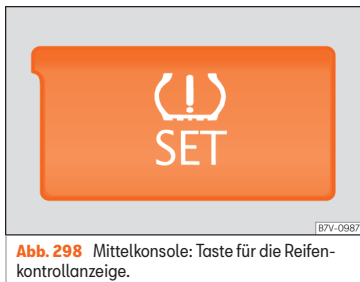 SET
B7V-0987
Abb. 298 Mittelkonsole: Taste für die Reifen-
kontrollanzeige.